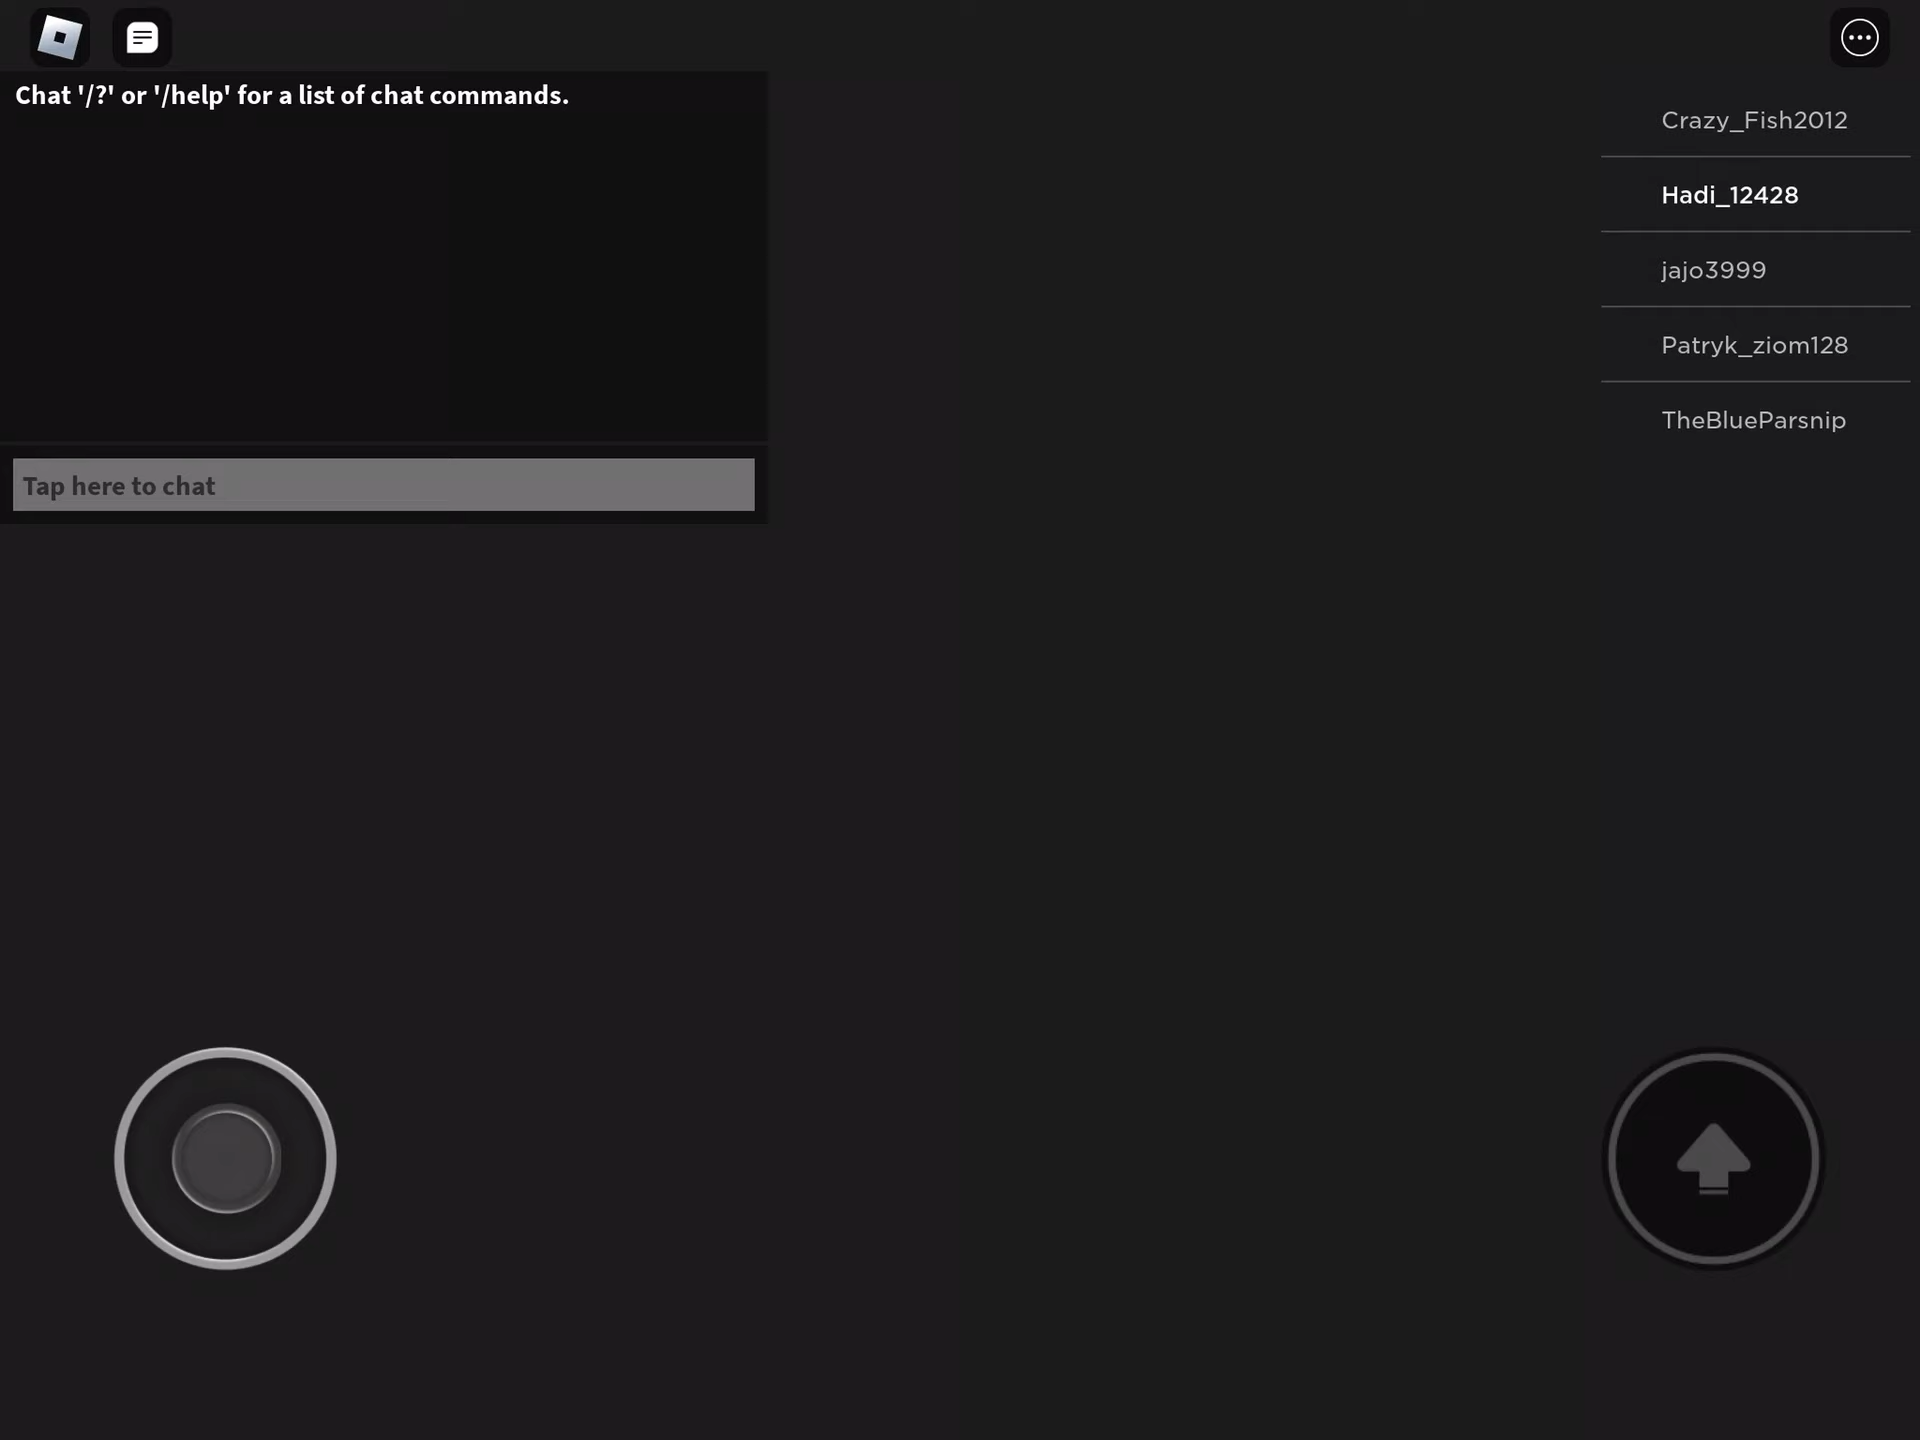 Chat '/?' or '/help' for a list of chat commands.
Tap here to chat
Crazy_Fish2012
Hadi_12428
jajo3999
Patryk_ziom128
TheBlueParsnip